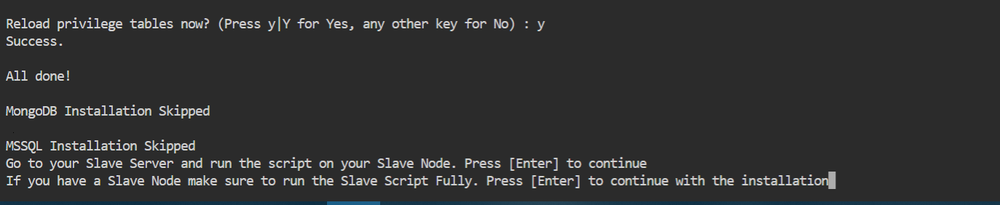 Reload privilege tables now? (Press y|Y for Yes, any other key for No) : y
Success.
All done!
MongoDB Installation Skipped
MSSQL Installation Skipped
Go to your Slave Server and run the script on your Slave Node. Press [Enter] to continue
If you have a Slave Node make sure to run the Slave Script Fully. Press [Enter] to continue with the installation